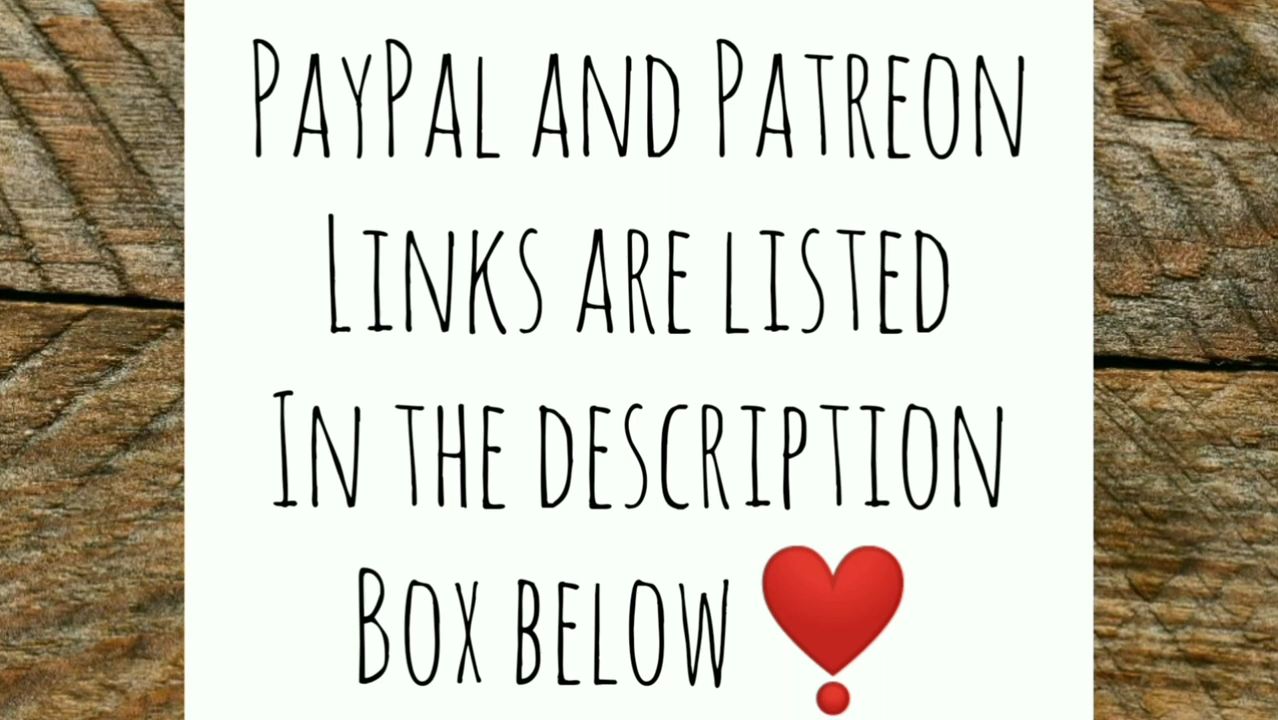 PayPal and Patreon
Links are listed
In the description
Box below ❣️